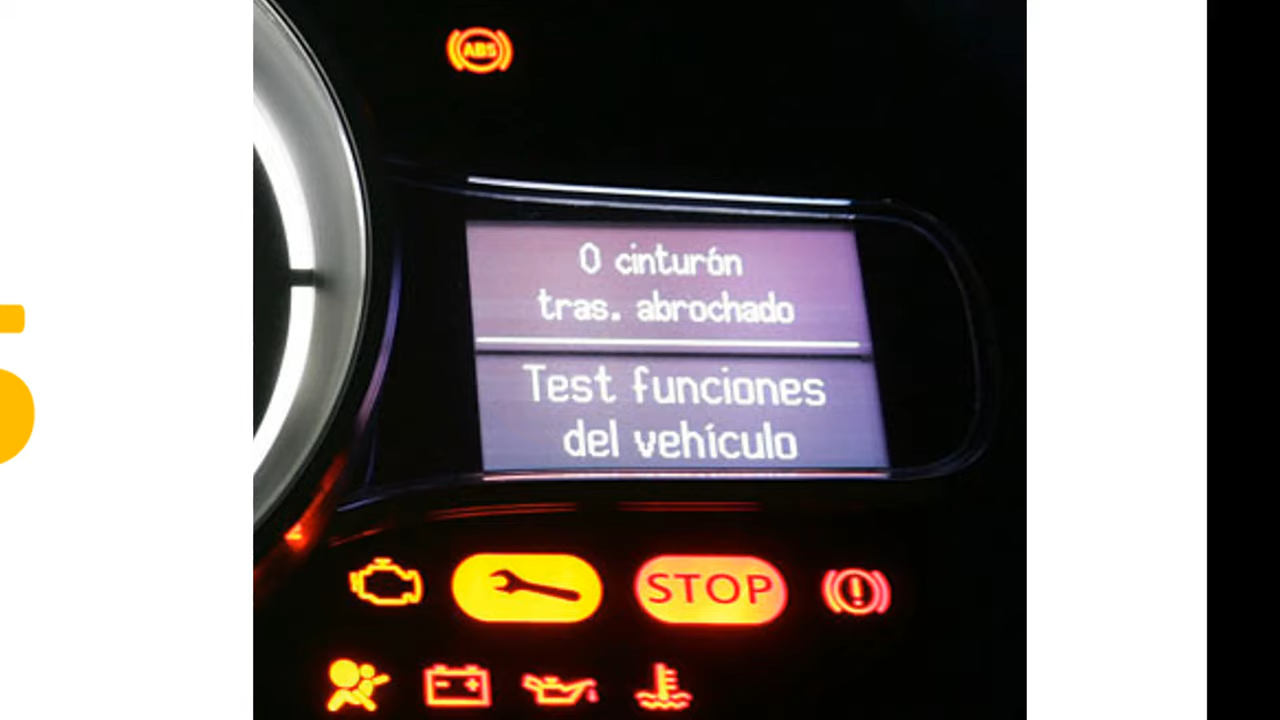 ABS
0 cinturón
tras. abrochado
Test funciones
del vehículo
STOP